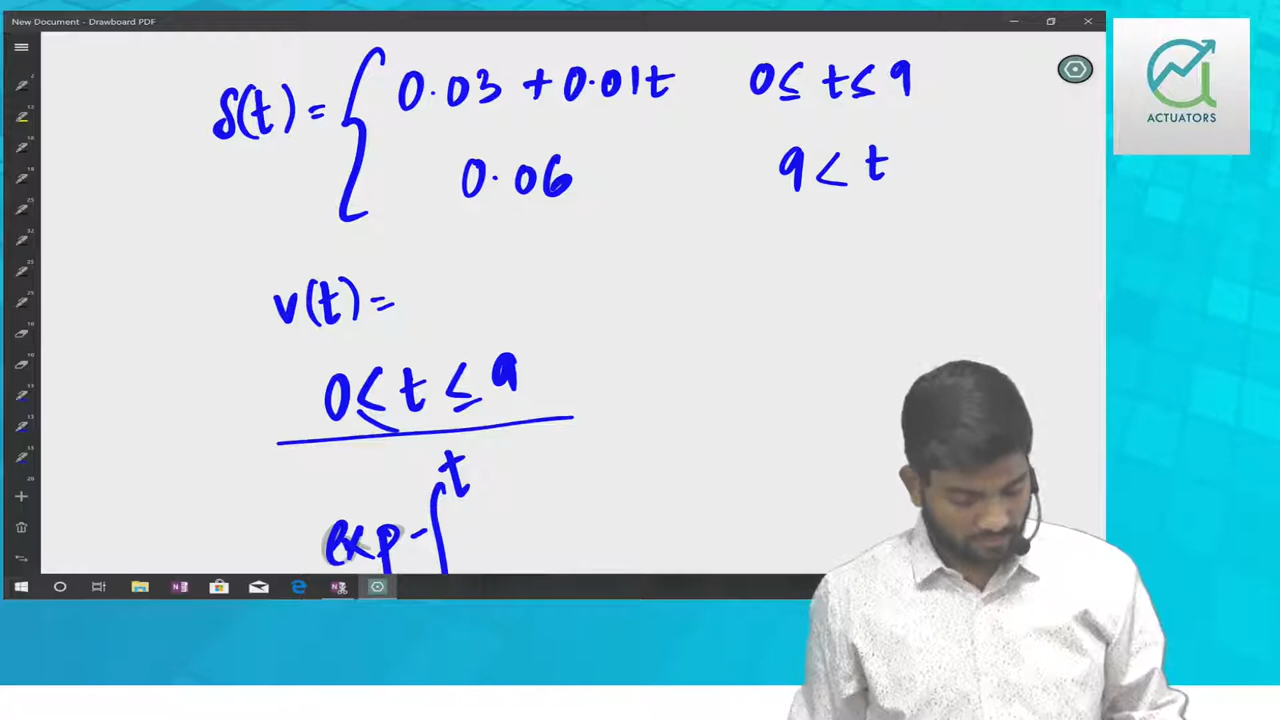 New Document - Drawboard PDF
δ(t) = { 0.03 + 0.01t 0 ≤ t ≤ 9
0.06 9 < t
v(t) =
0 ≤ t ≤ 9
exp - ∫ t
ACTUATORS